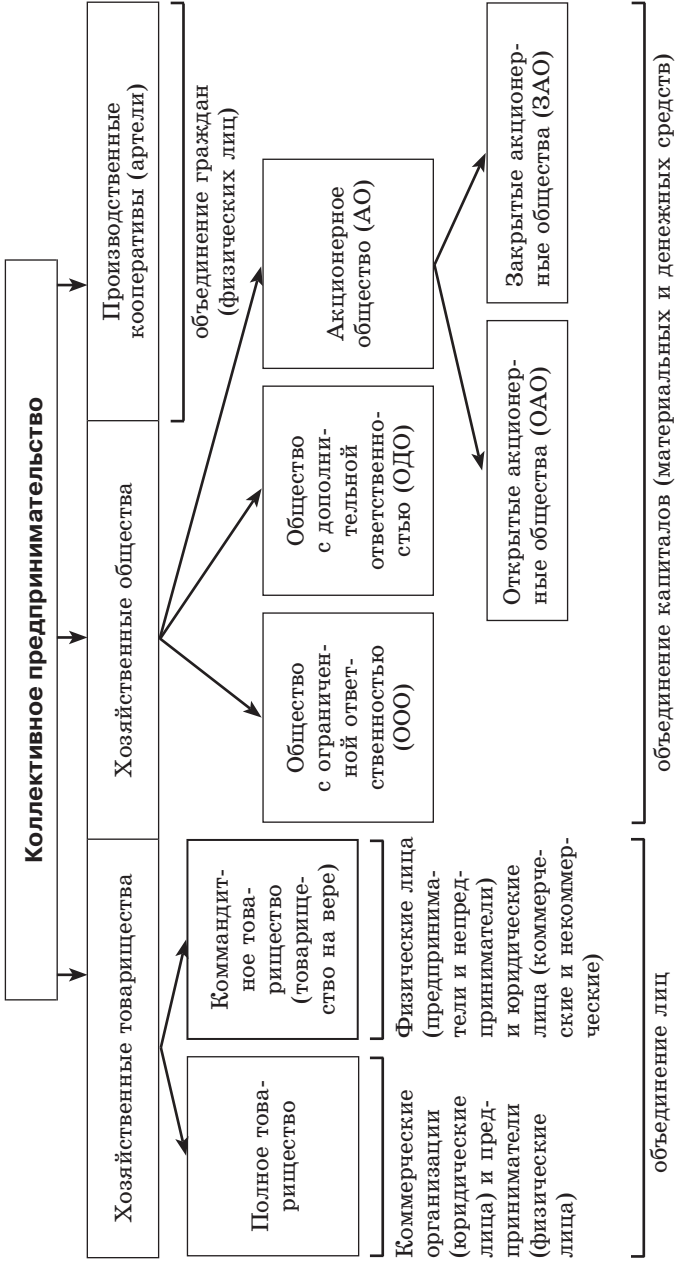 Коллективное предпринимательство
Хозяйственные товарищества
Хозяйственные общества
Производственные
кооперативы (артели)
объединение граждан
(физических лиц)
Полное това-
рищество
Коммандит-
ное това-
рищество
(товарище-
ство на вере)
Общество
с ограничен-
ной ответ-
ственностью
(ООО)
Общество
с дополни-
тельной
ответственно-
стью (ОДО)
Акционерное
общество (АО)
Коммерческие
организации
(юридические
лица) и пред-
приниматели
(физические
лица)
Физические лица
(предпринима-
тели и непред-
приниматели)
и юридические
лица (коммерче-
ские и некоммер-
ческие)
Открытые акционер-
ные общества (ОАО)
Закрытые акционер-
ные общества (ЗАО)
объединение лиц
объединение капиталов (материальных и денежных средств)